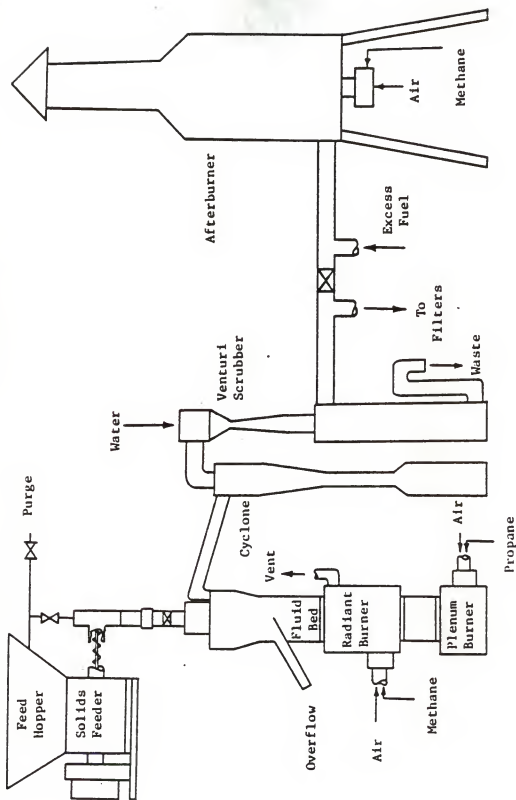 Purge
Feed
Hopper
Solids
Feeder
Water
Venturi
Scrubber
Cyclone
Vent
Fluid
Bed
Radiant
Burner
Plenum
Burner
Overflow
Air
Methane
Air
Propane
To
Filters
Waste
Excess
Fuel
Afterburner
Air
Methane